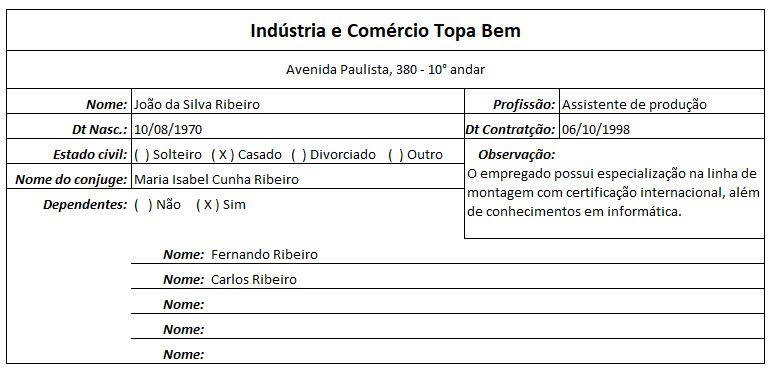 Indústria e Comércio Topa Bem
Avenida Paulista, 380 - 10° andar
Nome: João da Silva Ribeiro Profissão: Assistente de produção
Dt Nasc.: 10/08/1970 Dt Contratção: 06/10/1998
Estado civil: ( ) Solteiro ( X ) Casado ( ) Divorciado ( ) Outro
Nome do conjuge: Maria Isabel Cunha Ribeiro
Dependentes: ( ) Não ( X ) Sim
Observação:
O empregado possui especialização na linha de
montagem com certificação internacional, além
de conhecimentos em informática.
Nome: Fernando Ribeiro
Nome: Carlos Ribeiro
Nome:
Nome:
Nome: